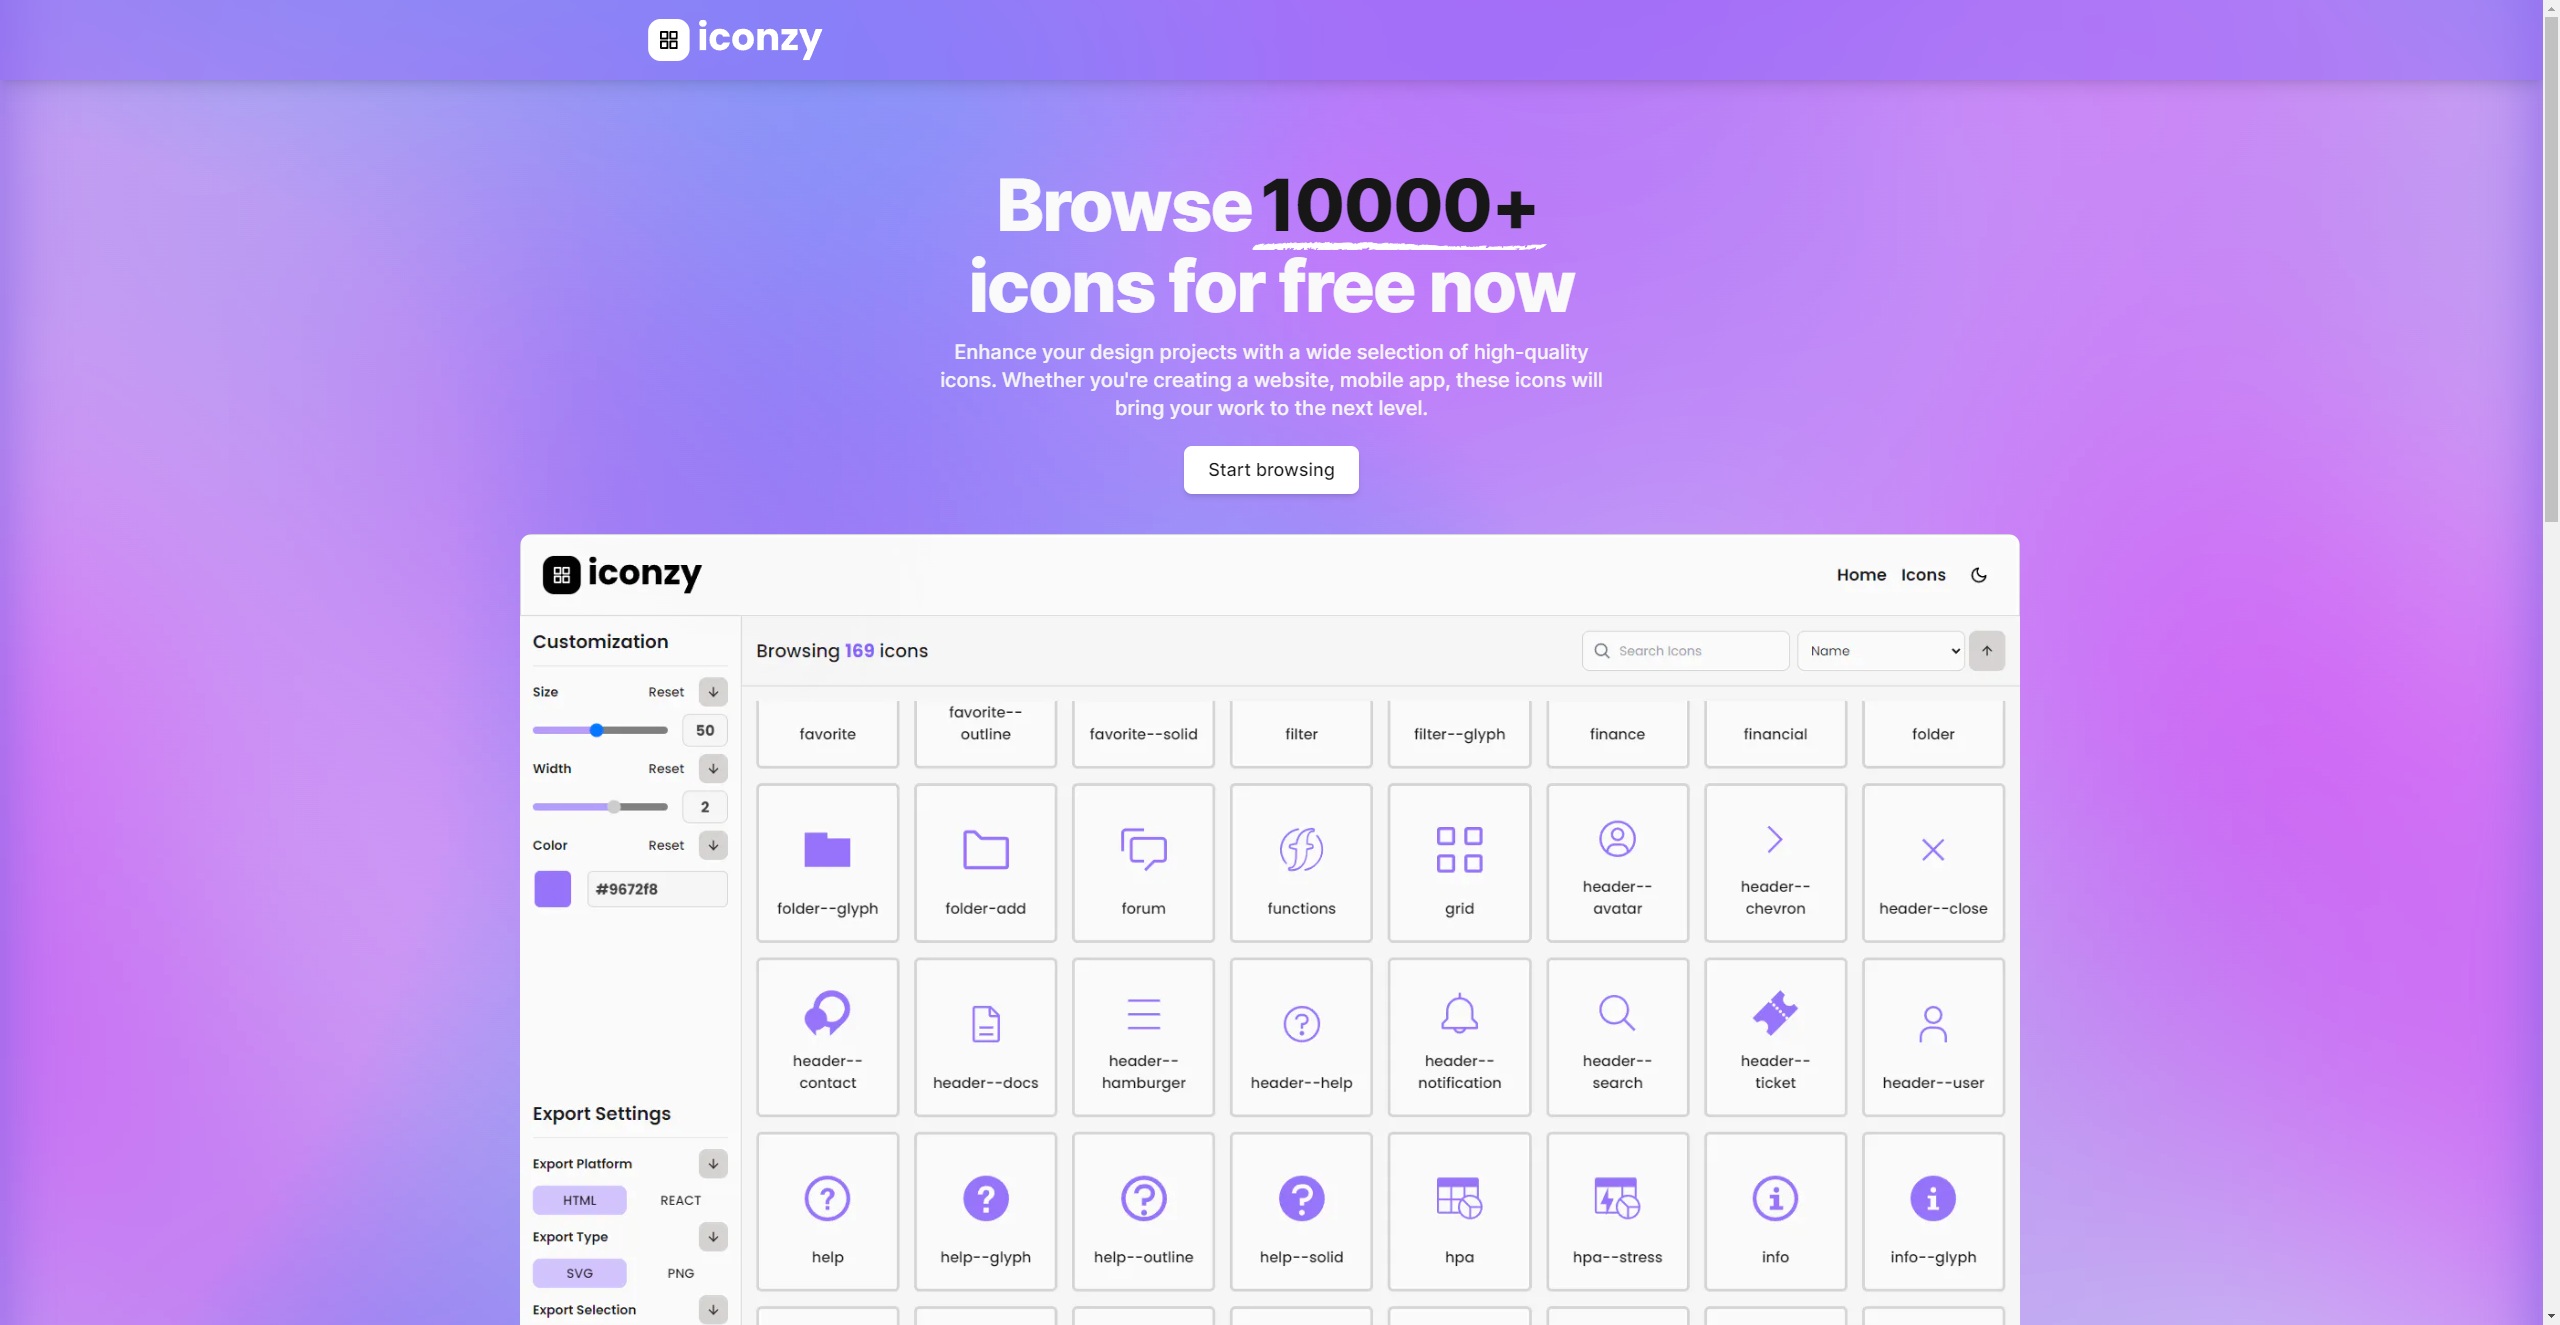 iconzy
Browse 10000+
icons for free now
Enhance your design projects with a wide selection of high-quality
icons. Whether you're creating a website, mobile app, these icons will
bring your work to the next level.
Start browsing
iconzy
Home Icons
Customization
Size Reset
50
Width Reset
2
Color Reset
#9672f8
Export Settings
Export Platform
HTML REACT
Export Type
SVG PNG
Export Selection
Browsing 169 icons
Search Icons
Name
favorite
favorite--
outline
favorite--solid
filter
filter--glyph
finance
financial
folder
folder--glyph
folder-add
forum
functions
grid
header--
avatar
header--
chevron
header--close
header--
contact
header--docs
header--
hamburger
header--help
header--
notification
header--
search
header--
ticket
header--user
help
help--glyph
help--outline
help--solid
hpa
hpa--stress
info
info--glyph